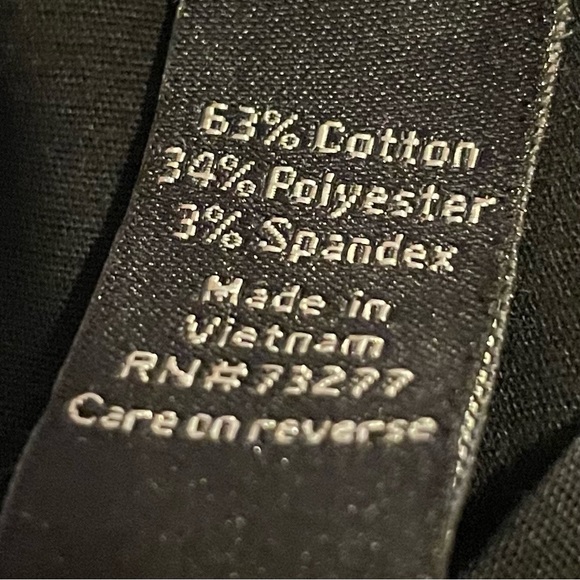 63% Cotton
34% Polyester
3% Spandex
Made in
Vietnam
RN#73277
Care on reverse